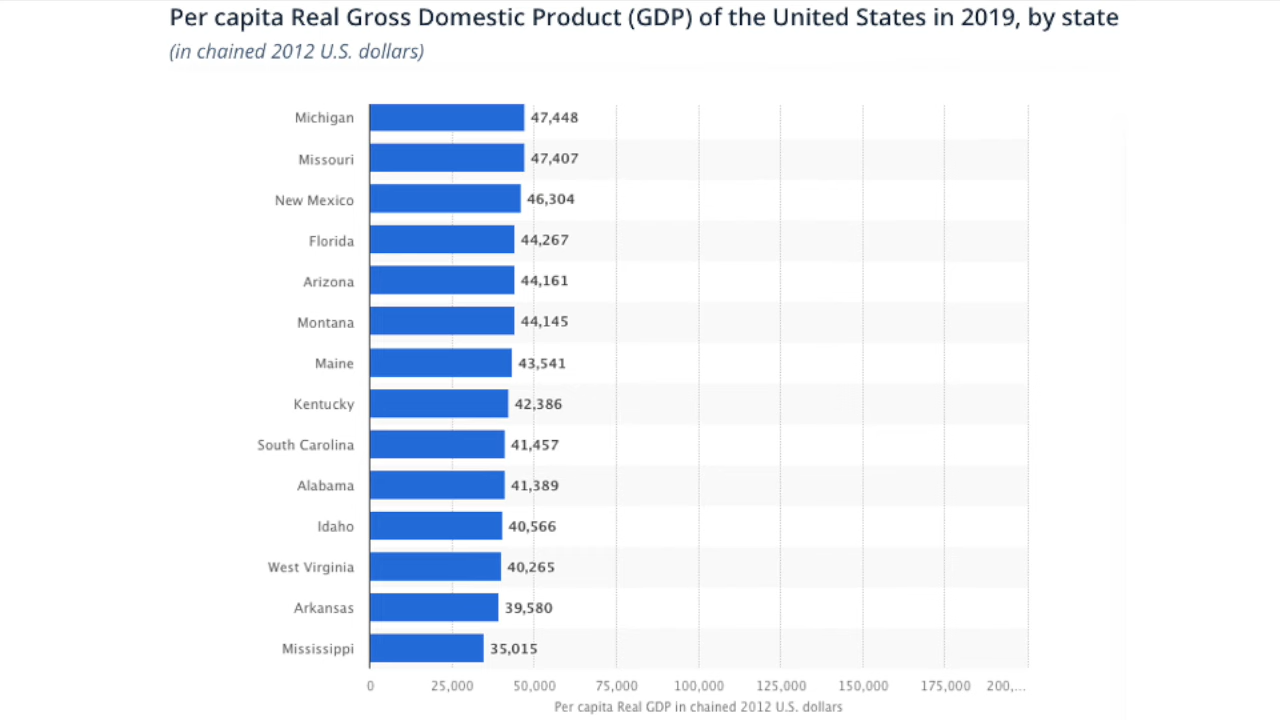 Per capita Real Gross Domestic Product (GDP) of the United States in 2019, by state
(in chained 2012 U.S. dollars)
Michigan 47,448
Missouri 47,407
New Mexico 46,304
Florida 44,267
Arizona 44,161
Montana 44,145
Maine 43,541
Kentucky 42,386
South Carolina 41,457
Alabama 41,389
Idaho 40,566
West Virginia 40,265
Arkansas 39,580
Mississippi 35,015
0 25,000 50,000 75,000 100,000 125,000 150,000 175,000 200,...
Per capita Real GDP in chained 2012 U.S. dollars